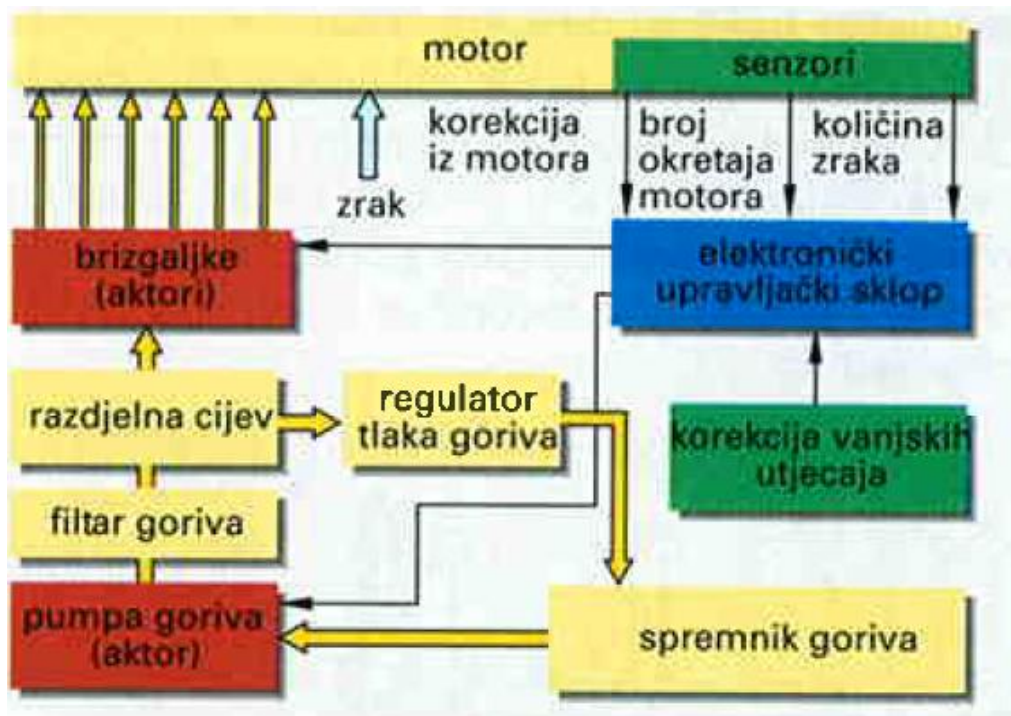 motor
senzori
korekcija
iz motora
broj
okretaja
motora
količina
zraka
zrak
brizgaljke
(aktori)
elektronički
upravljački sklop
razdjelna cijev
regulator
tlaka goriva
korekcija vanjskih
utjecaja
filtar goriva
pumpa goriva
(aktor)
spremnik goriva